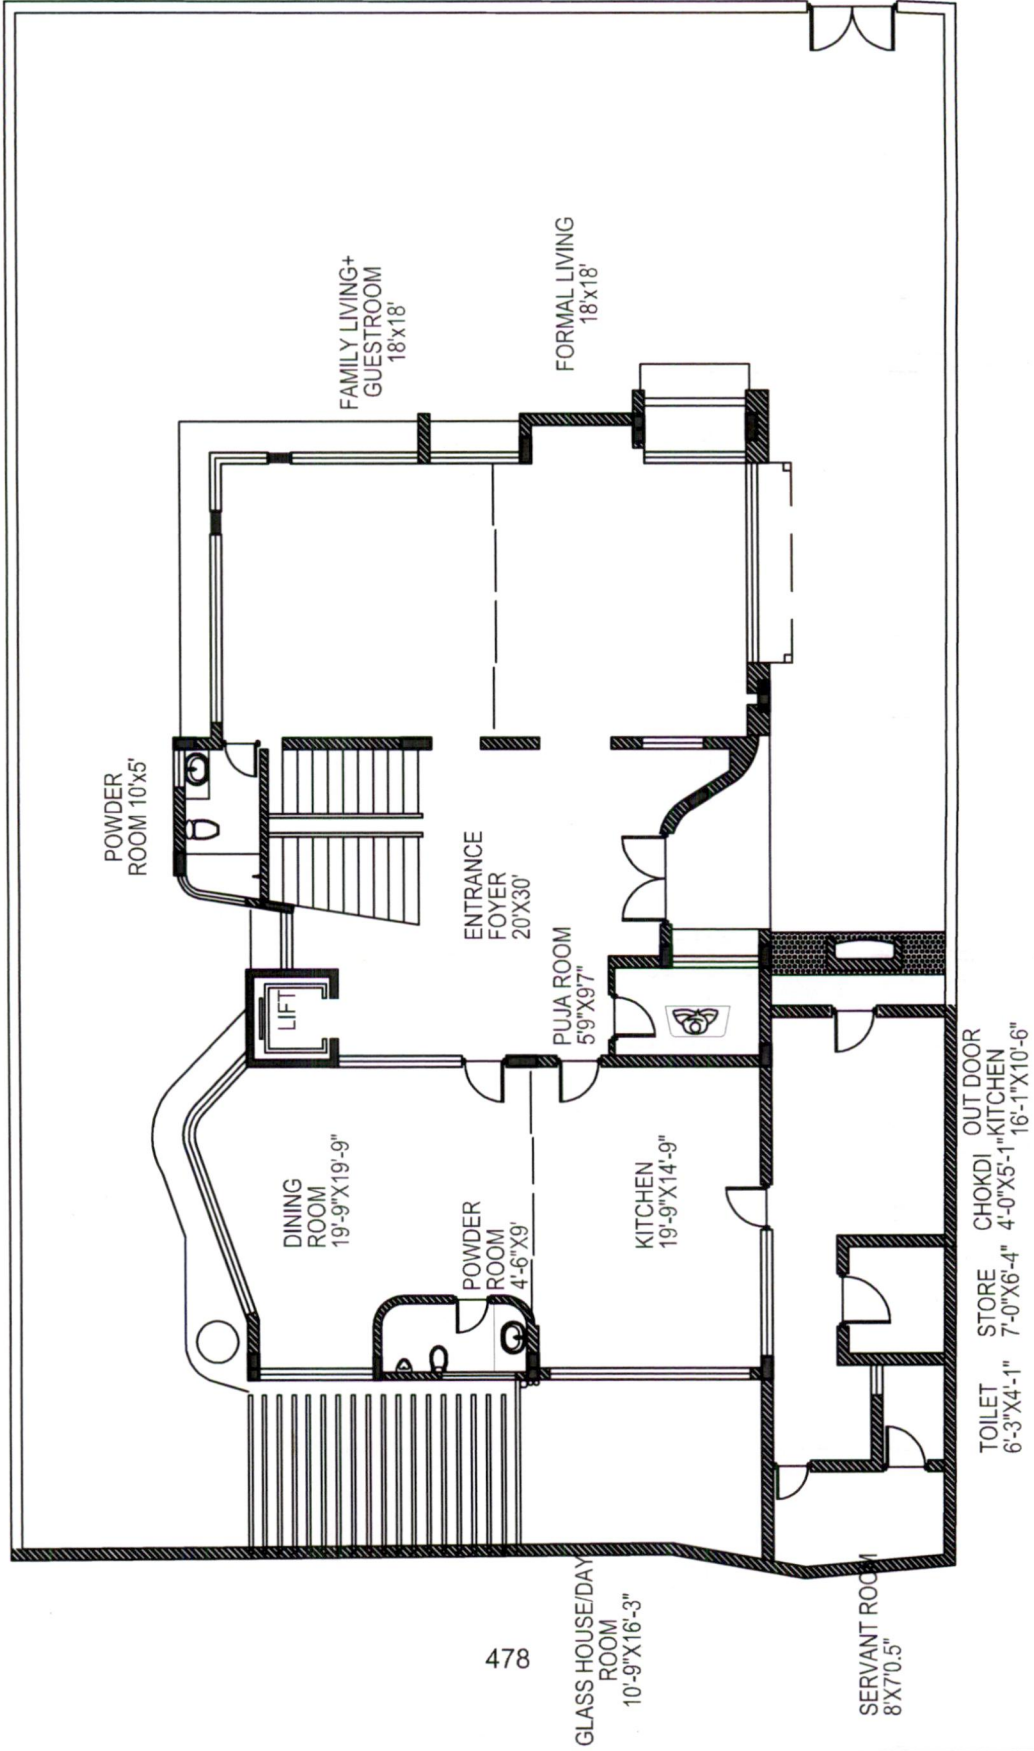 POWDER
ROOM 10'x5'
FAMILY LIVING+
GUESTROOM
18'x18'
FORMAL LIVING
18'x18'
LIFT
ENTRANCE
FOYER
20'X30'
PUJA ROOM
5'9"X9'7"
DINING
ROOM
19'-9"X19'-9"
POWDER
ROOM
4'-6"X9'
KITCHEN
19'-9"X14'-9"
GLASS HOUSE/DAY
ROOM
10'-9"X16'-3"
SERVANT ROOM
8'X7'0.5"
TOILET
6'-3"X4'-1"
STORE
7'-0"X6'-4"
CHOKDI
4'-0"X5'-1"
OUT DOOR
KITCHEN
16'-1"X10'-6"
478